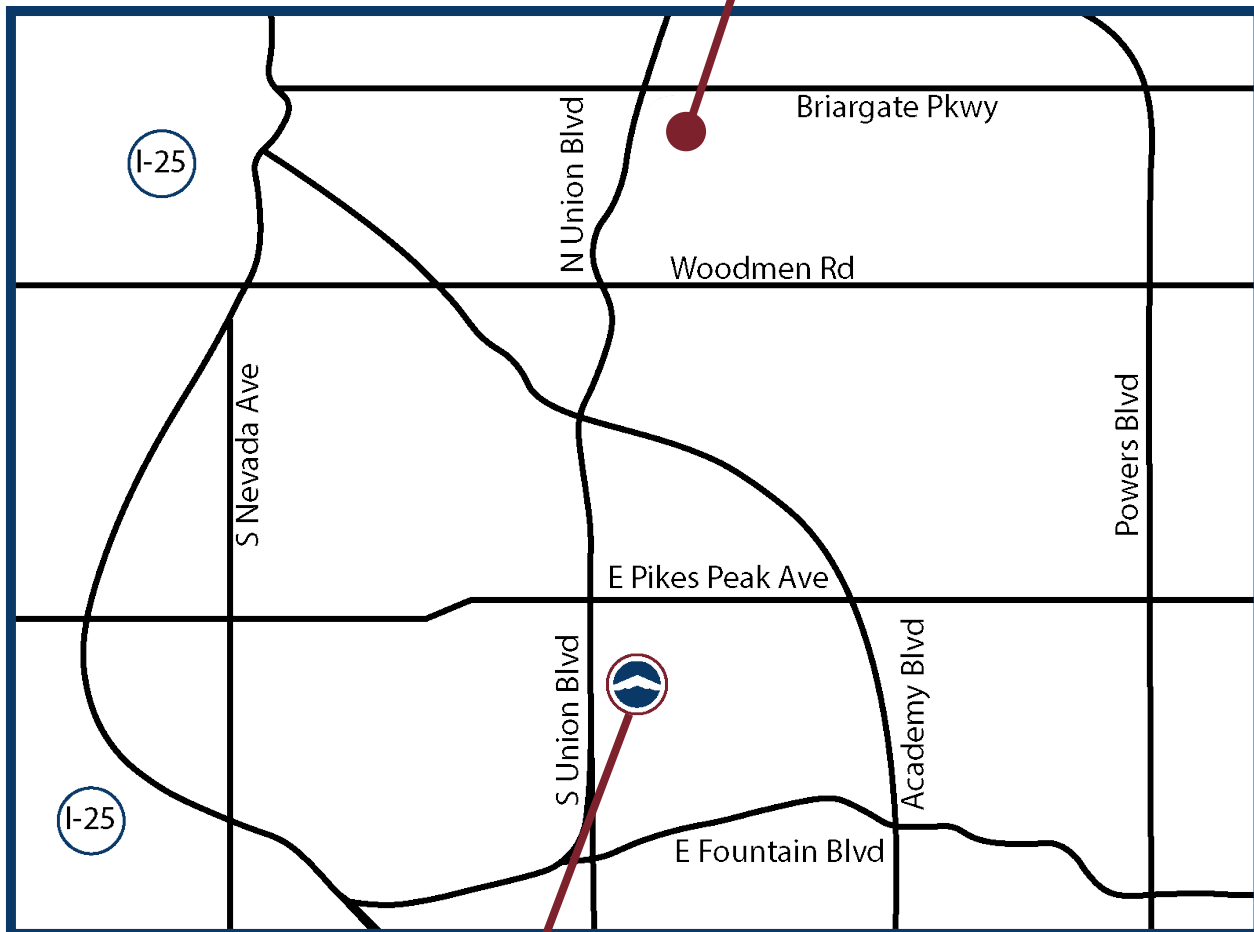 Briargate Pkwy
I-25
N Union Blvd
Woodmen Rd
S Nevada Ave
Powers Blvd
E Pikes Peak Ave
S Union Blvd
Academy Blvd
I-25
E Fountain Blvd